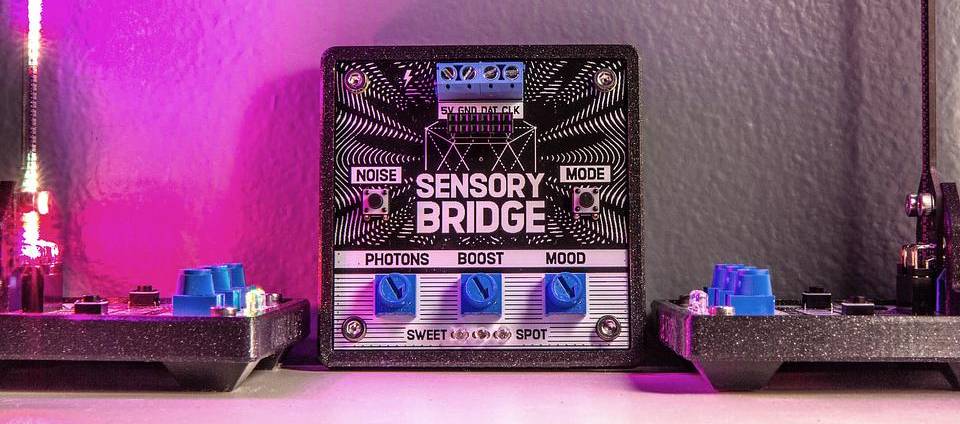 5V GND DAT CLK
NOISE
MODE
SENSORY
BRIDGE
PHOTONS BOOST MOOD
SWEET SPOT